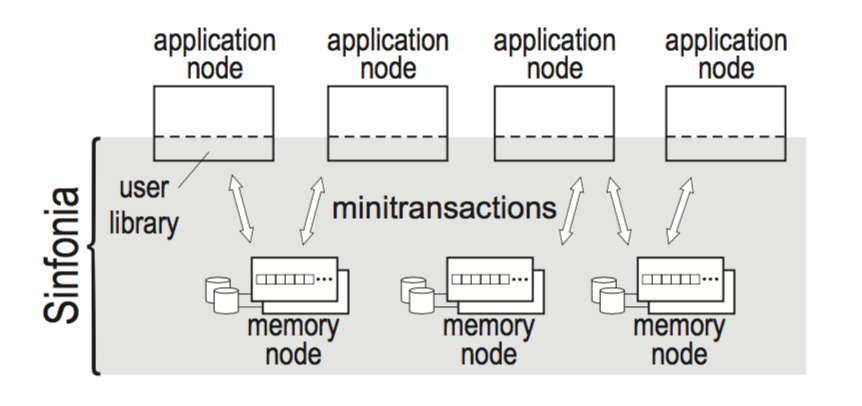 application
node
application
node
application
node
application
node
Sinfonia
user
library
minitransactions
memory
node
memory
node
memory
node